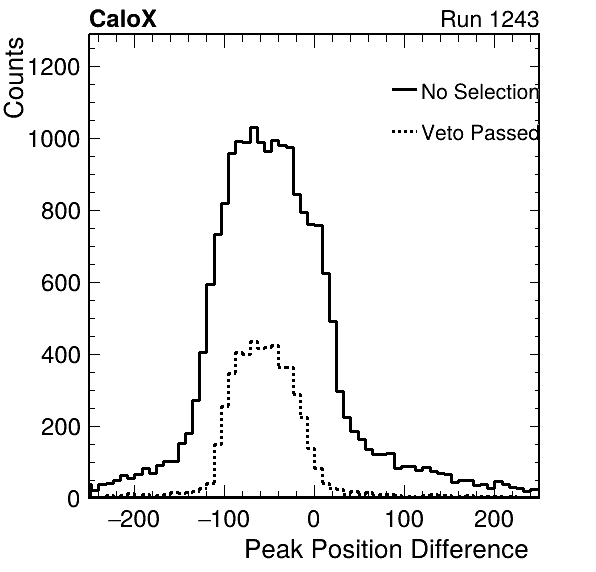 CaloX
Run 1243
Counts
No Selection
Veto Passed
1200
1000
800
600
400
200
0
−200 −100 0 100 200
Peak Position Difference